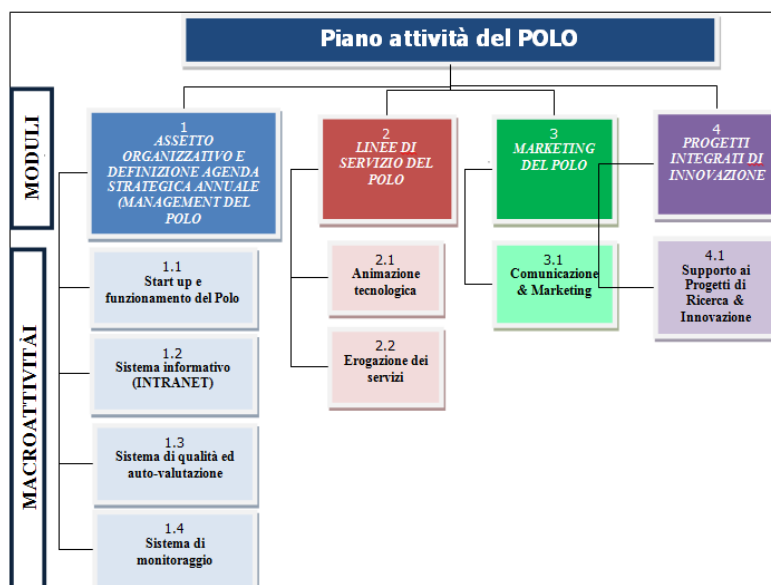 Piano attività del POLO
MODULI
1
ASSETTO
ORGANIZZATIVO E
DEFINIZIONE AGENDA
STRATEGICA ANNUALE
(MANAGEMENT DEL
POLO
2
LINEE DI
SERVIZIO DEL
POLO
3
MARKETING
DEL POLO
4
PROGETTI
INTEGRATI DI
INNOVAZIONE
MACROATTIVITÀI
1.1
Start up e
funzionamento del Polo
1.2
Sistema informativo
(INTRANET)
1.3
Sistema di qualità ed
auto-valutazione
1.4
Sistema di
monitoraggio
2.1
Animazione
tecnologica
2.2
Erogazione dei
servizi
3.1
Comunicazione
& Marketing
4.1
Supporto ai
Progetti di
Ricerca &
Innovazione